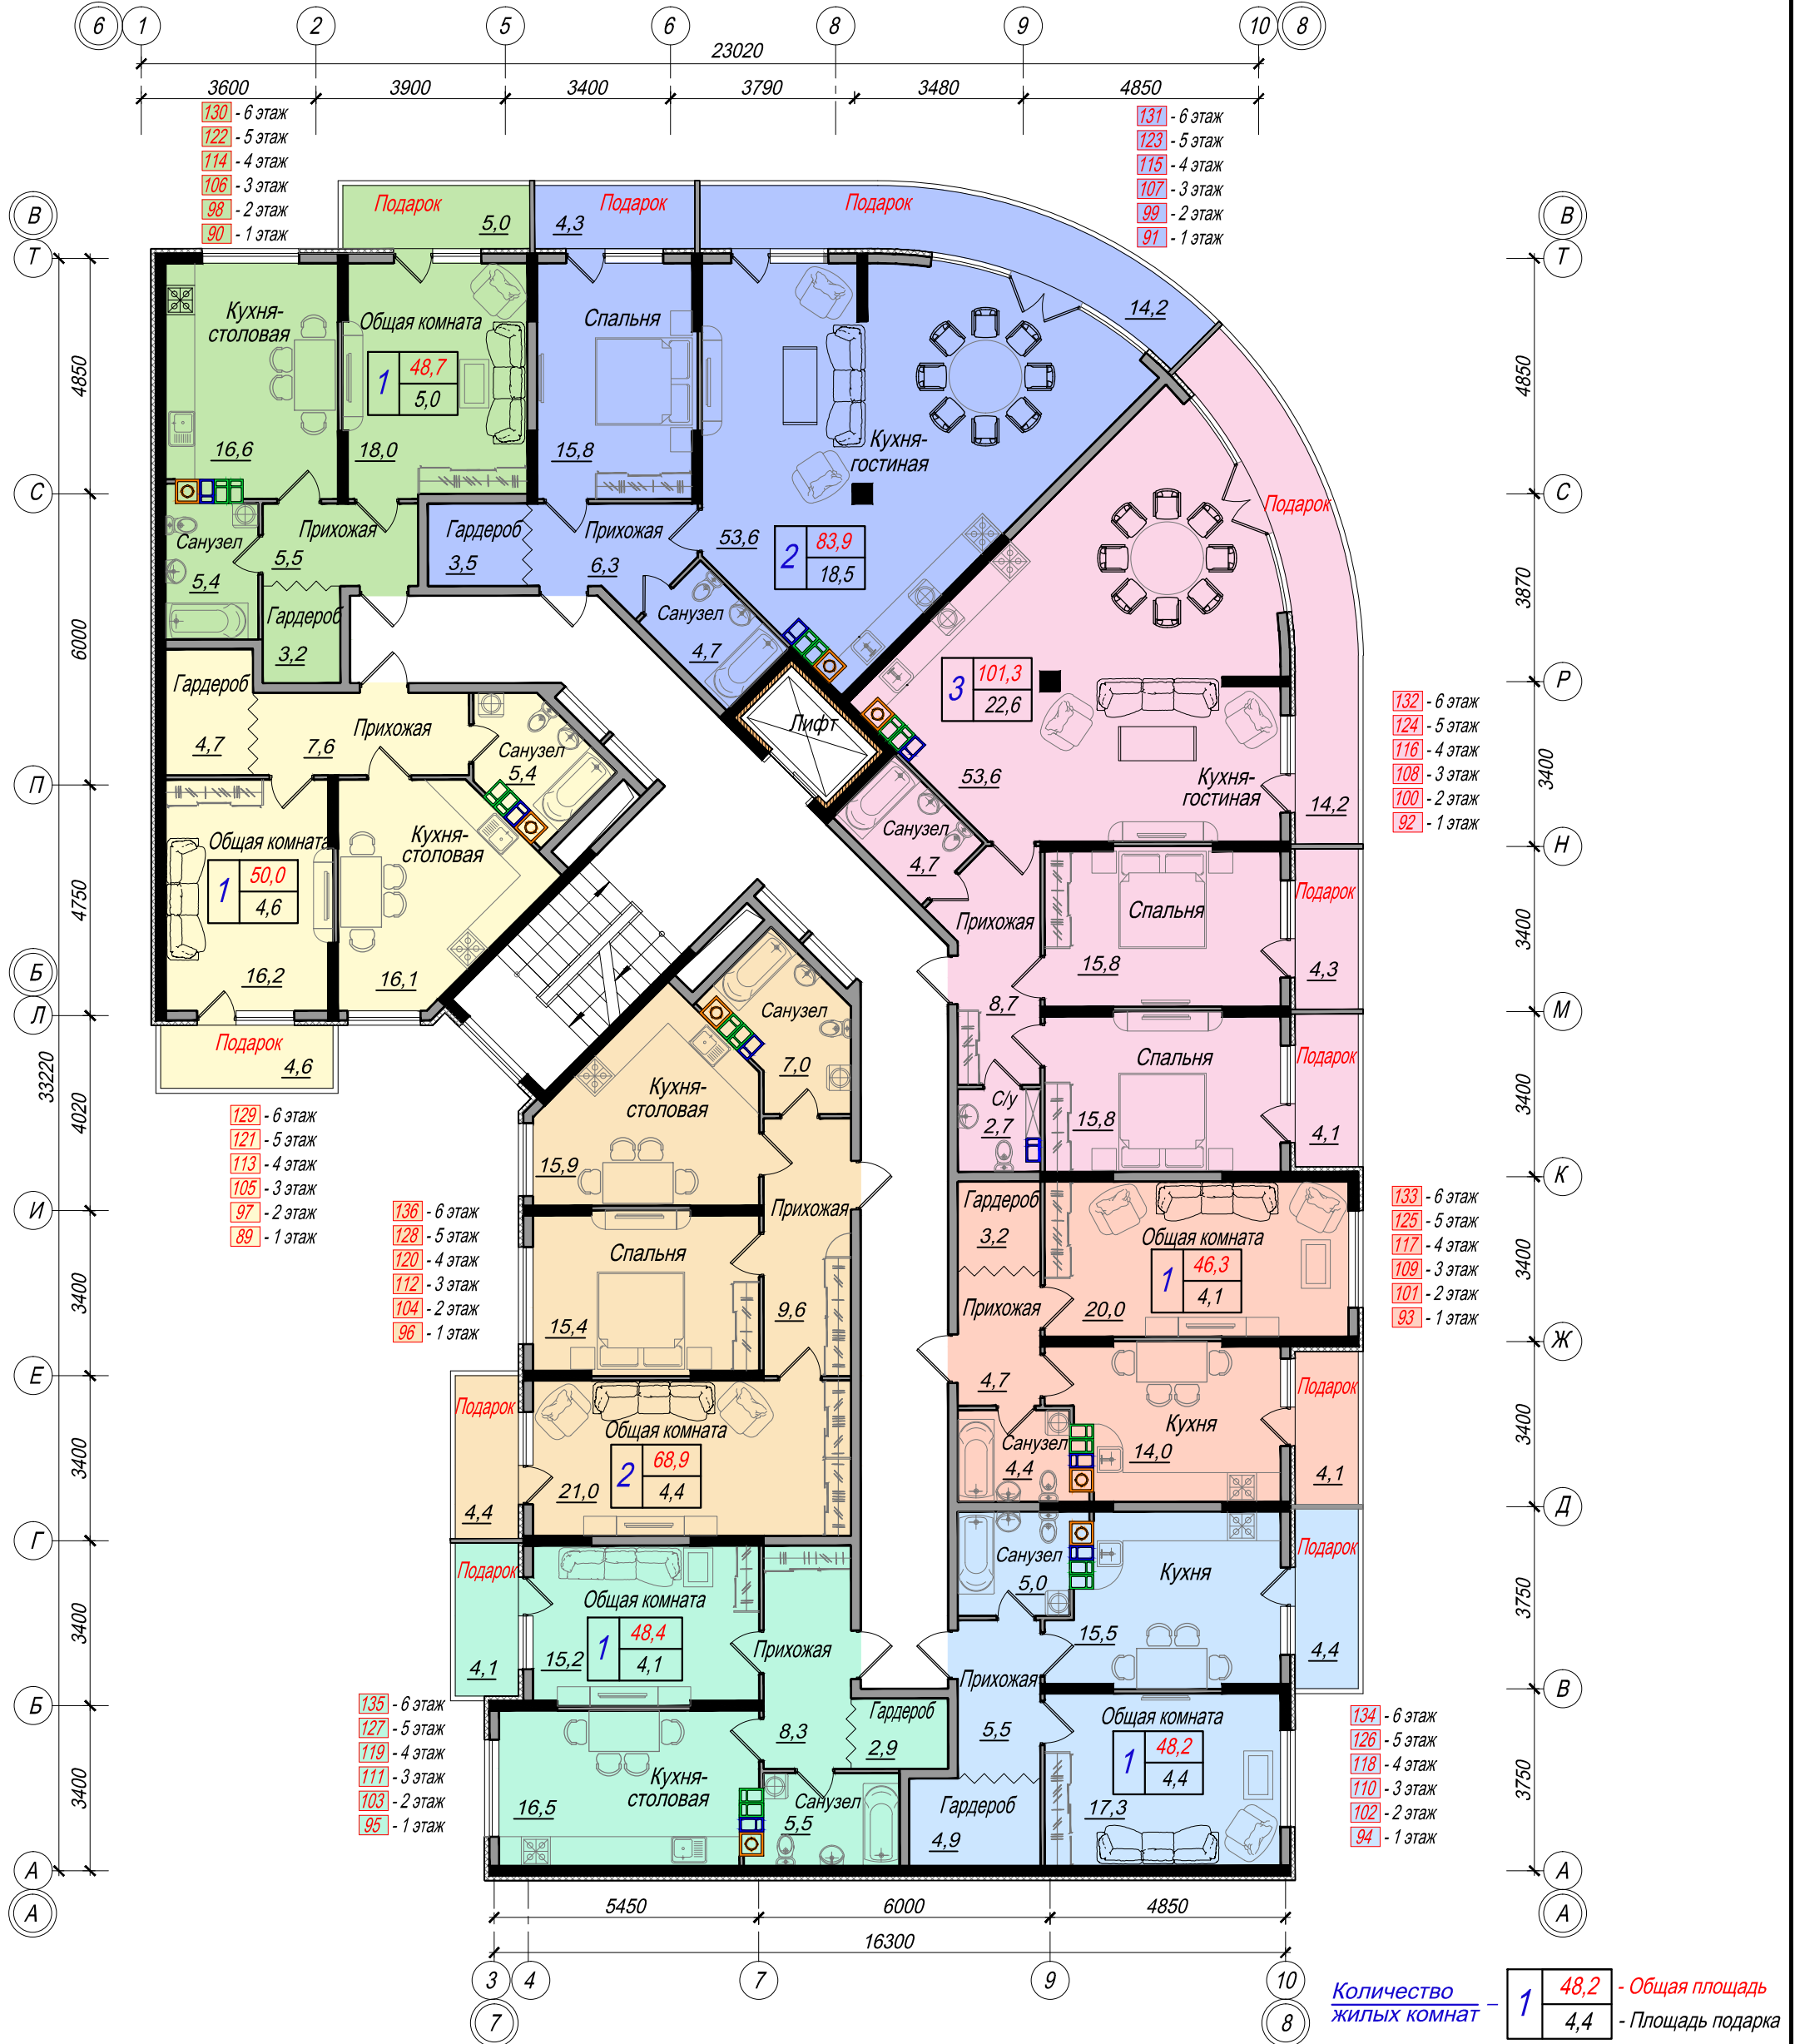 6 1 2 5 6 8 9 10 8
23020
3600 3900 3400 3790 3480 4850
130 - 6 этаж
122 - 5 этаж
114 - 4 этаж
106 - 3 этаж
98 - 2 этаж
90 - 1 этаж
131 - 6 этаж
123 - 5 этаж
115 - 4 этаж
107 - 3 этаж
99 - 2 этаж
91 - 1 этаж
В
Т
С
П
Б
Л
И
Е
Г
Б
А
А
4850
6000
4750
33220
4020
3400
3400
3400
3400
В
Т
С
Р
Н
М
К
Ж
Д
В
А
А
4850
3870
3400
3400
3400
3400
3400
3750
3750
Подарок
5,0
Кухня-
столовая
16,6
Общая комната
1 48,7
5,0
18,0
Прихожая
5,5
Санузел
5,4
Гардероб
3,2
Подарок
4,3
Подарок
14,2
Спальня
15,8
Кухня-
гостиная
53,6
2 83,9
18,5
Гардероб
3,5
Прихожая
6,3
Санузел
4,7
Лифт
Подарок
14,2
3 101,3
22,6
53,6
Кухня-
гостиная
Санузел
4,7
Прихожая
8,7
Спальня
15,8
Подарок
4,3
Спальня
15,8
Подарок
4,1
С/у
2,7
132 - 6 этаж
124 - 5 этаж
116 - 4 этаж
108 - 3 этаж
100 - 2 этаж
92 - 1 этаж
Гардероб
4,7
Прихожая
7,6
Санузел
5,4
Общая комната
1 50,0
4,6
16,2
Кухня-
столовая
16,1
Подарок
4,6
129 - 6 этаж
121 - 5 этаж
113 - 4 этаж
105 - 3 этаж
97 - 2 этаж
89 - 1 этаж
Санузел
7,0
Кухня-
столовая
15,9
Прихожая
9,6
Спальня
15,4
Общая комната
2 68,9
4,4
21,0
Подарок
4,4
136 - 6 этаж
128 - 5 этаж
120 - 4 этаж
112 - 3 этаж
104 - 2 этаж
96 - 1 этаж
Гардероб
3,2
Общая комната
1 46,3
4,1
20,0
Прихожая
4,7
Кухня
14,0
Санузел
4,4
Подарок
4,1
133 - 6 этаж
125 - 5 этаж
117 - 4 этаж
109 - 3 этаж
101 - 2 этаж
93 - 1 этаж
Подарок
4,1
Общая комната
1 48,4
4,1
15,2
Прихожая
8,3
Гардероб
2,9
Кухня-
столовая
16,5
Санузел
5,5
135 - 6 этаж
127 - 5 этаж
119 - 4 этаж
111 - 3 этаж
103 - 2 этаж
95 - 1 этаж
Санузел
5,0
Кухня
15,5
Подарок
4,4
Прихожая
5,5
Общая комната
1 48,2
4,4
17,3
Гардероб
4,9
134 - 6 этаж
126 - 5 этаж
118 - 4 этаж
110 - 3 этаж
102 - 2 этаж
94 - 1 этаж
5450 6000 4850
16300
3 4 7 9 10
7 8
Количество
жилых комнат – 1
48,2 - Общая площадь
4,4 - Площадь подарка